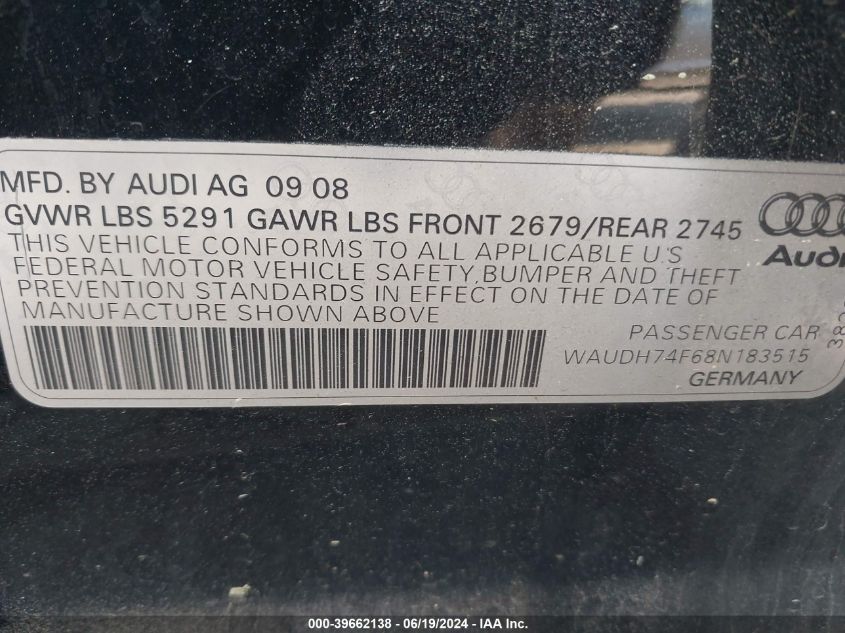 MFD. BY AUDI AG 09 08
GVWR LBS 5291 GAWR LBS FRONT 2679/REAR 2745
THIS VEHICLE CONFORMS TO ALL APPLICABLE U.S
FEDERAL MOTOR VEHICLE SAFETY, BUMPER AND THEFT
PREVENTION STANDARDS IN EFFECT ON THE DATE OF
MANUFACTURE SHOWN ABOVE
Audi
PASSENGER CAR
WAUDH74F68N183515
GERMANY
000-39662138 - 06/19/2024 - IAA Inc.